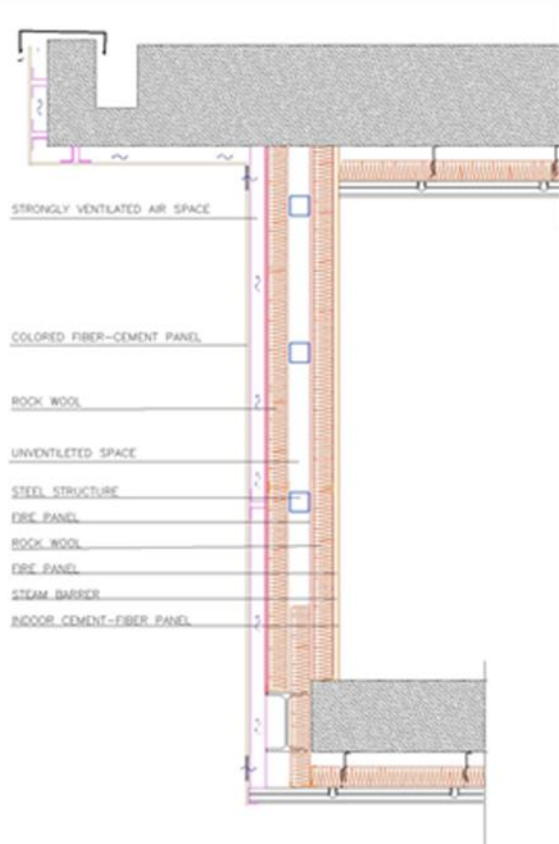 STRONGLY VENTILATED AIR SPACE
COLORED FIBER-CEMENT PANEL
ROCK WOOL
UNVENTILETED SPACE
STEEL STRUCTURE
FIRE PANEL
ROCK WOOL
FIRE PANEL
STEAM BARRER
INDOOR CEMENT-FIBER PANEL